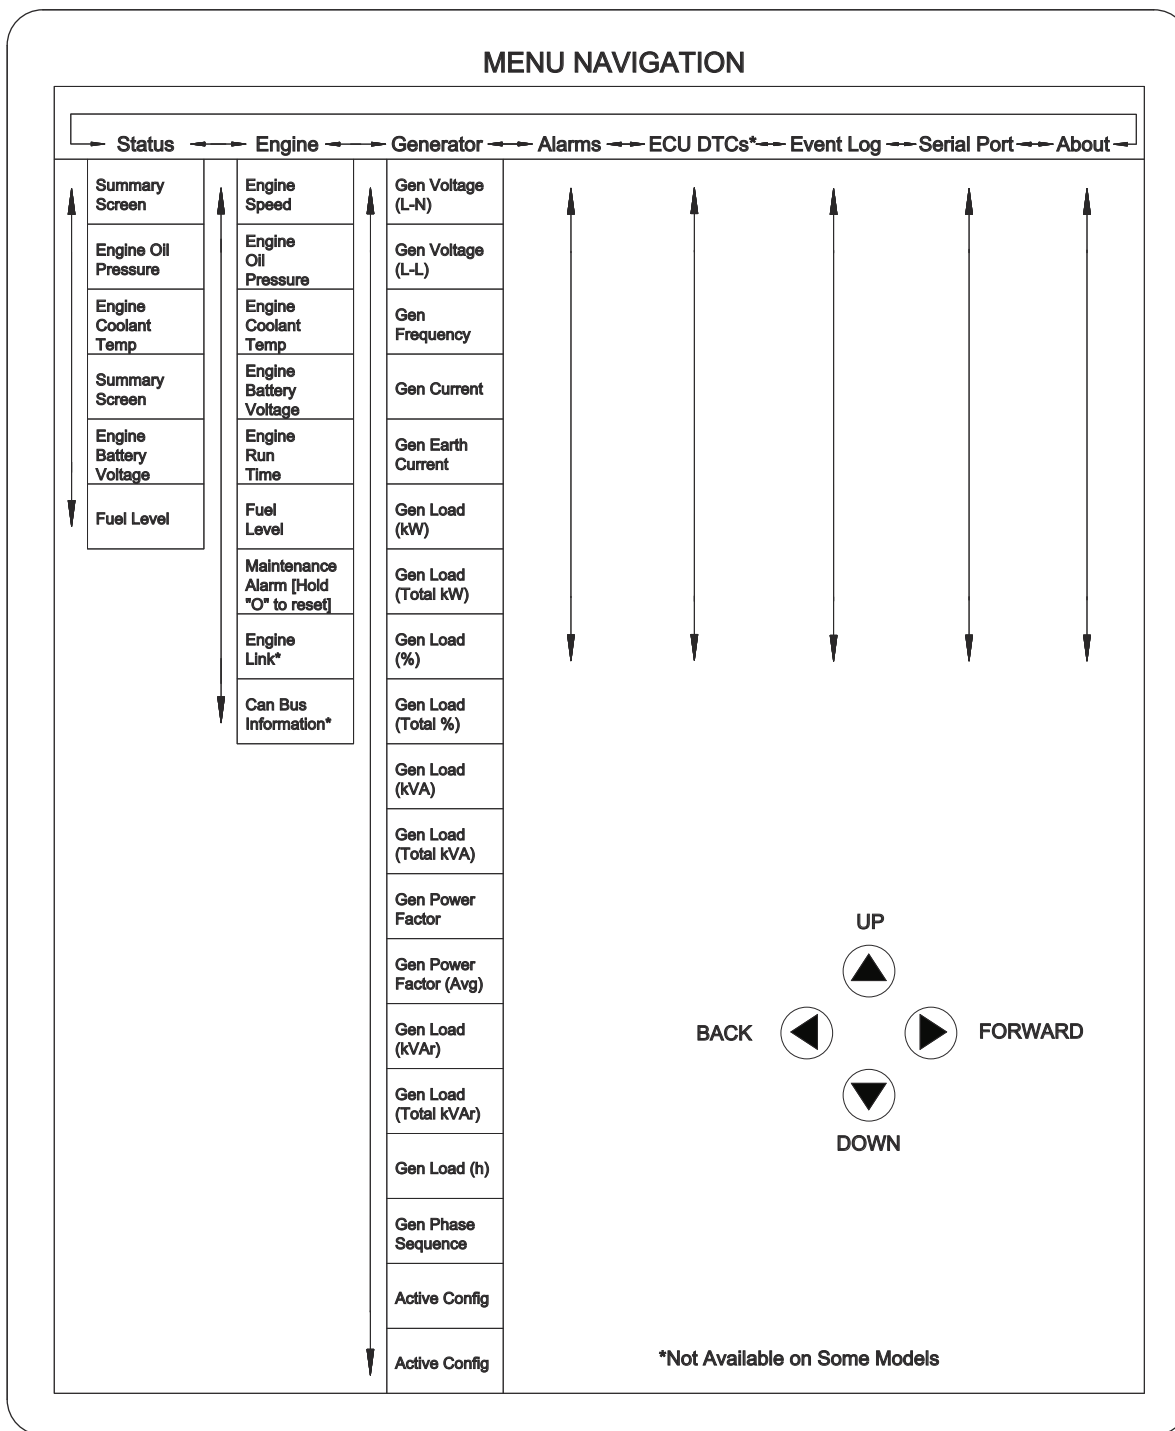 MENU NAVIGATION
Status Engine Generator Alarms ECU DTCs* Event Log Serial Port About
Summary
Screen
Engine Oil
Pressure
Engine
Coolant
Temp
Summary
Screen
Engine
Battery
Voltage
Fuel Level
Engine
Speed
Engine
Oil
Pressure
Engine
Coolant
Temp
Engine
Battery
Voltage
Engine
Run
Time
Fuel
Level
Maintenance
Alarm [Hold
"O" to reset]
Engine
Link*
Can Bus
Information*
Gen Voltage
(L-N)
Gen Voltage
(L-L)
Gen
Frequency
Gen Current
Gen Earth
Current
Gen Load
(kW)
Gen Load
(Total kW)
Gen Load
(%)
Gen Load
(Total %)
Gen Load
(kVA)
Gen Load
(Total kVA)
Gen Power
Factor
Gen Power
Factor (Avg)
Gen Load
(kVAr)
Gen Load
(Total kVAr)
Gen Load (h)
Gen Phase
Sequence
Active Config
Active Config
UP
BACK
FORWARD
DOWN
*Not Available on Some Models